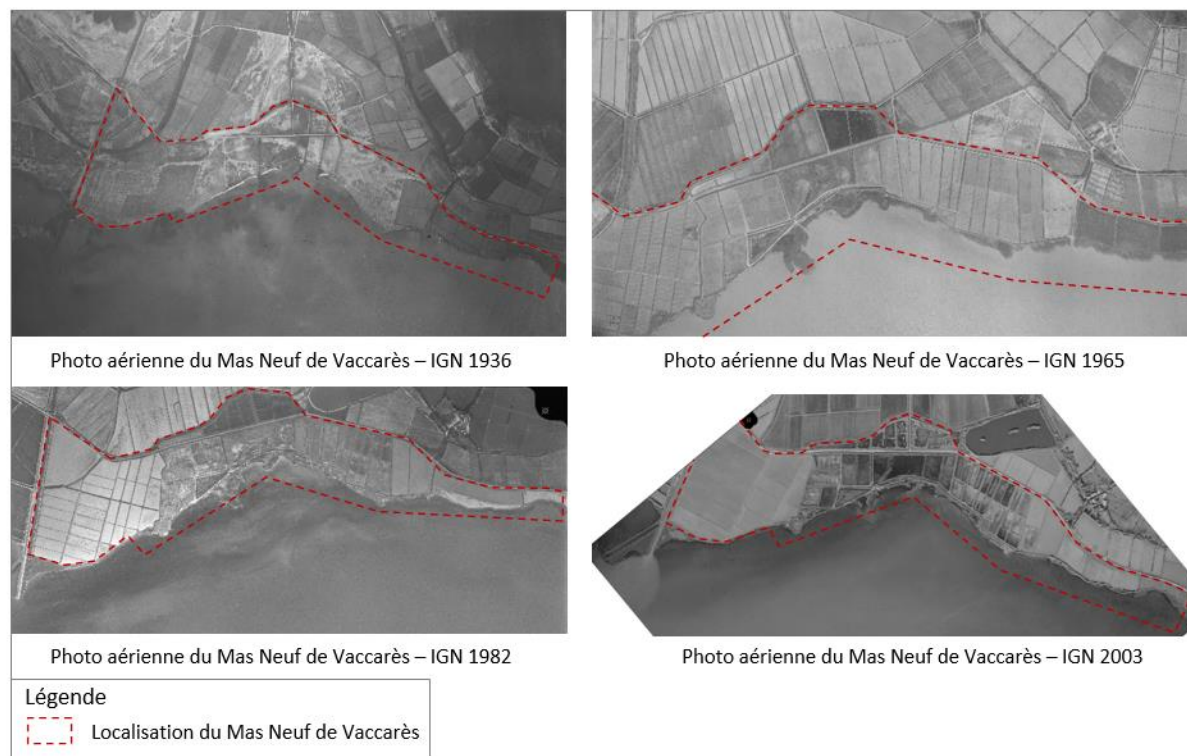 Photo aérienne du Mas Neuf de Vaccarès – IGN 1936
Photo aérienne du Mas Neuf de Vaccarès – IGN 1965
Photo aérienne du Mas Neuf de Vaccarès – IGN 1982
Photo aérienne du Mas Neuf de Vaccarès – IGN 2003
Légende
Localisation du Mas Neuf de Vaccarès